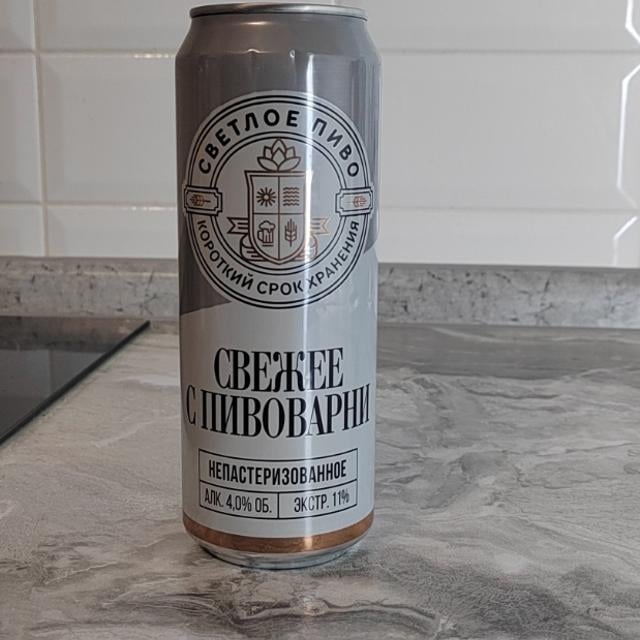 СВЕТЛОЕ ПИВО
КОРОТКИЙ СРОК ХРАНЕНИЯ
СВЕЖЕЕ
С ПИВОВАРНИ
НЕПАСТЕРИЗОВАННОЕ
АЛК. 4,0% ОБ. ЭКСТР. 11%